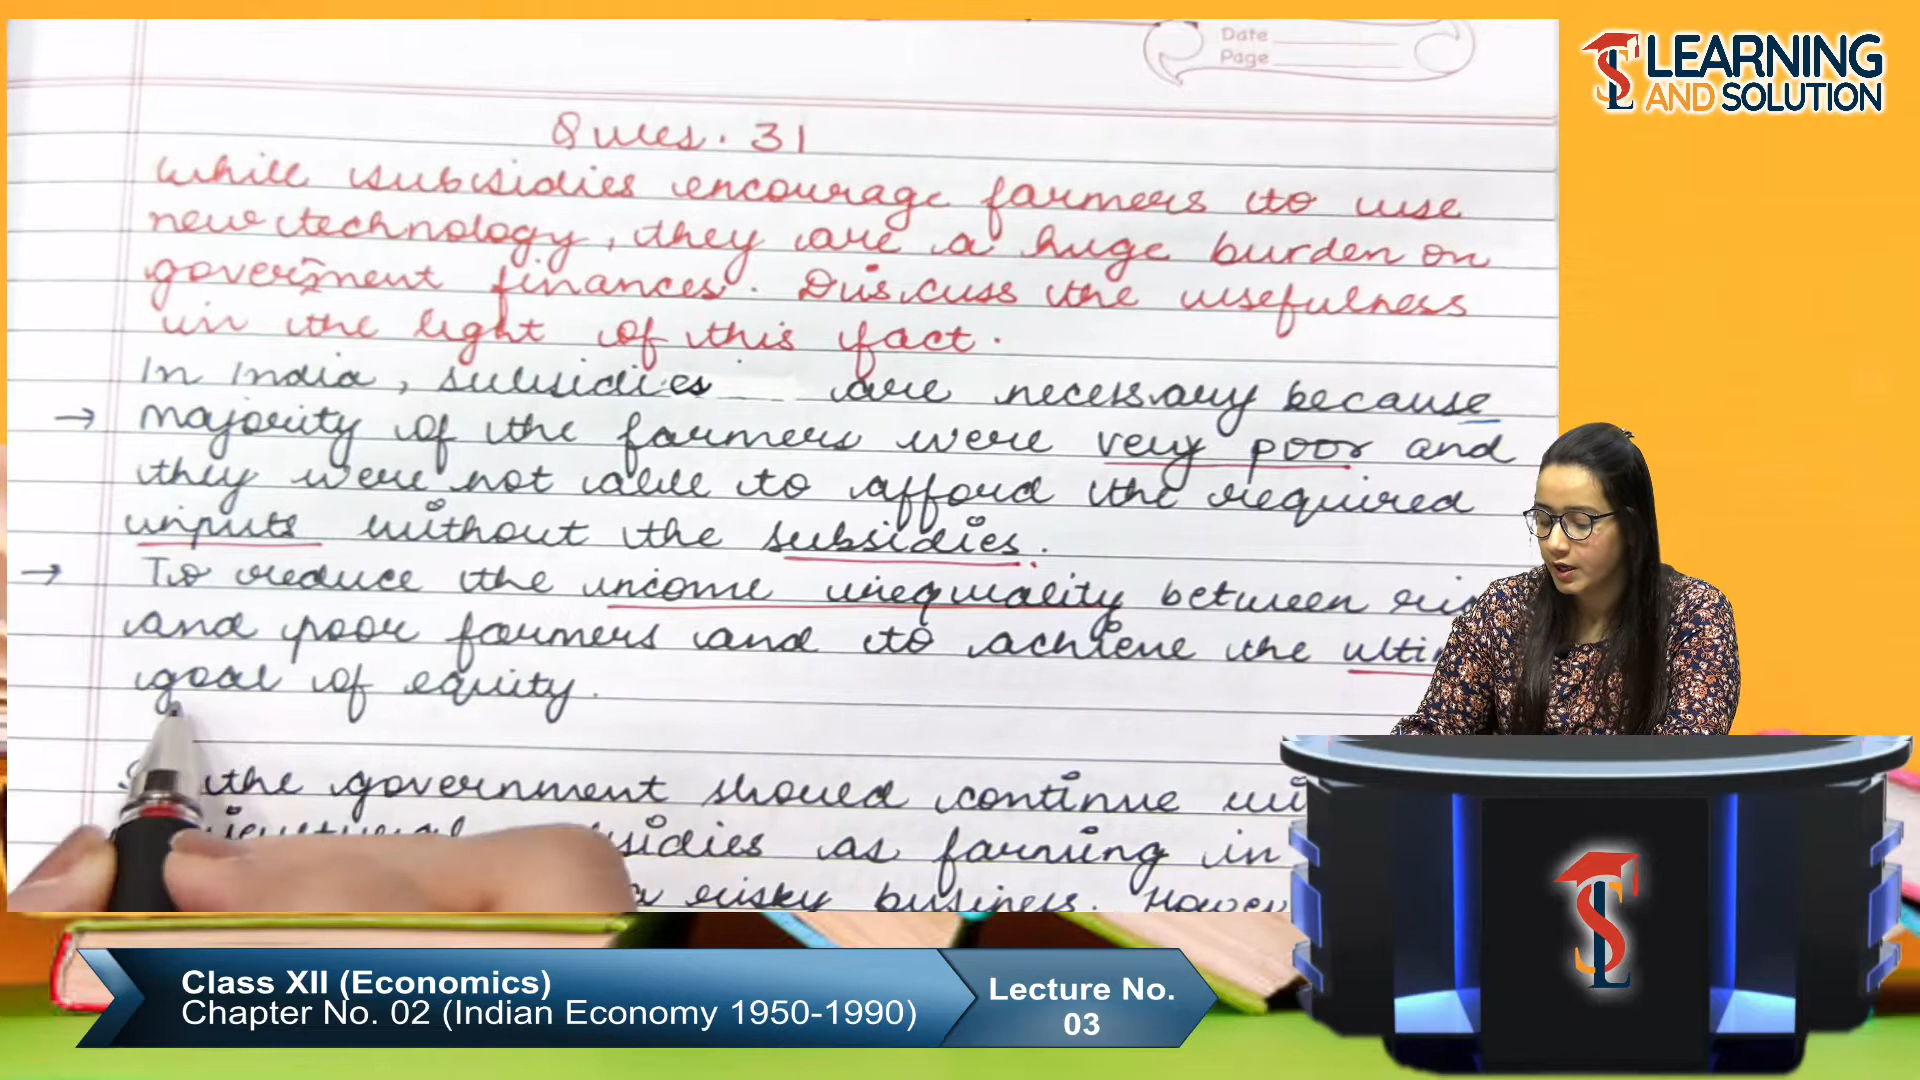 Date
Page
Ques. 31
While subsidies encourage farmers to use
new technology, they are a huge burden on
government finances. Discuss the usefulness
in the light of this fact.
In India, subsidies are necessary because
→ majority of the farmers were very poor and
they were not able to afford the required
inputs without the subsidies.
→ To reduce the income inequality between
and poor farmers and to achieve the
goal of equity.
the government should continue
subsidies as farming in
a risky business.
LEARNING
AND SOLUTION
Class XII (Economics)
Chapter No. 02 (Indian Economy 1950-1990)
Lecture No.
03